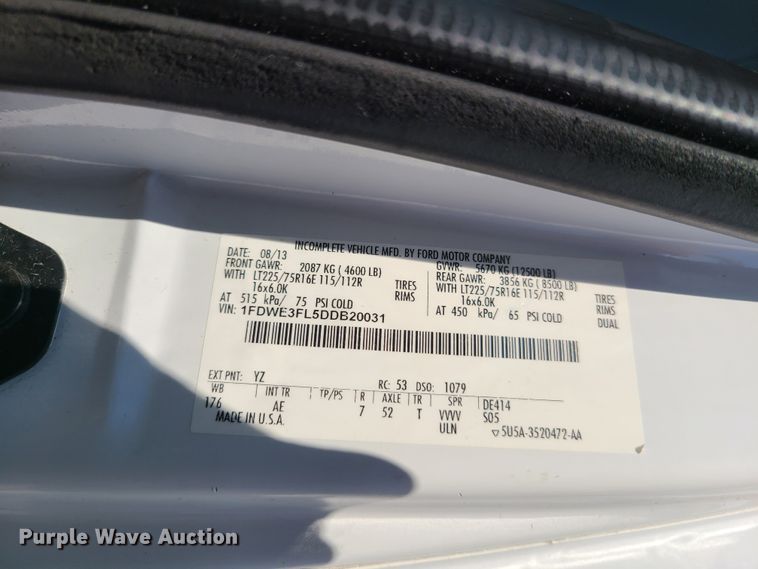 INCOMPLETE VEHICLE MFD. BY FORD MOTOR COMPANY
DATE: 08/13 GVWR: 5670 KG (12500 LB)
FRONT GAWR: 2087 KG ( 4600 LB) REAR GAWR: 3856 KG ( 8500 LB)
WITH LT225/75R16E 115/112R TIRES WITH LT225/75R16E 115/112R TIRES
16x6.0K RIMS 16x6.0K RIMS
AT 515 kPa/ 75 PSI COLD AT 450 kPa/ 65 PSI COLD DUAL
VIN: 1FDWE3FL5DDB20031
EXT PNT: YZ RC: 53 DSO: 1079
WB INT TR TP/PS R AXLE TR SPR DE414
176 AE 7 52 T VVVV S05
MADE IN U.S.A. ULN ▽5U5A-3520472-AA
Purple Wave Auction